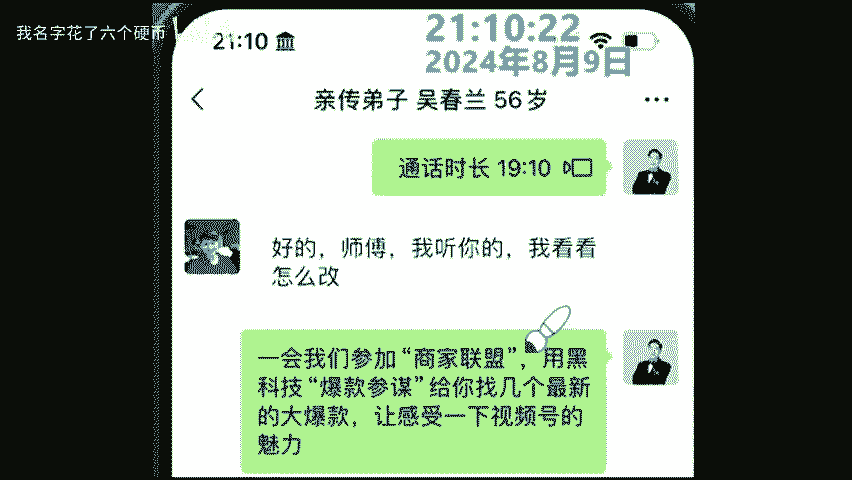 我名字花了六个硬币
21:10
21:10:22
2024年8月9日
亲传弟子 吴春兰 56岁
通话时长 19:10
好的，师傅，我听你的，我看看
怎么改
一会我们参加“商家联盟”，用黑
科技“爆款参谋”给你找几个最新
的大爆款，让感受一下视频号的
魅力